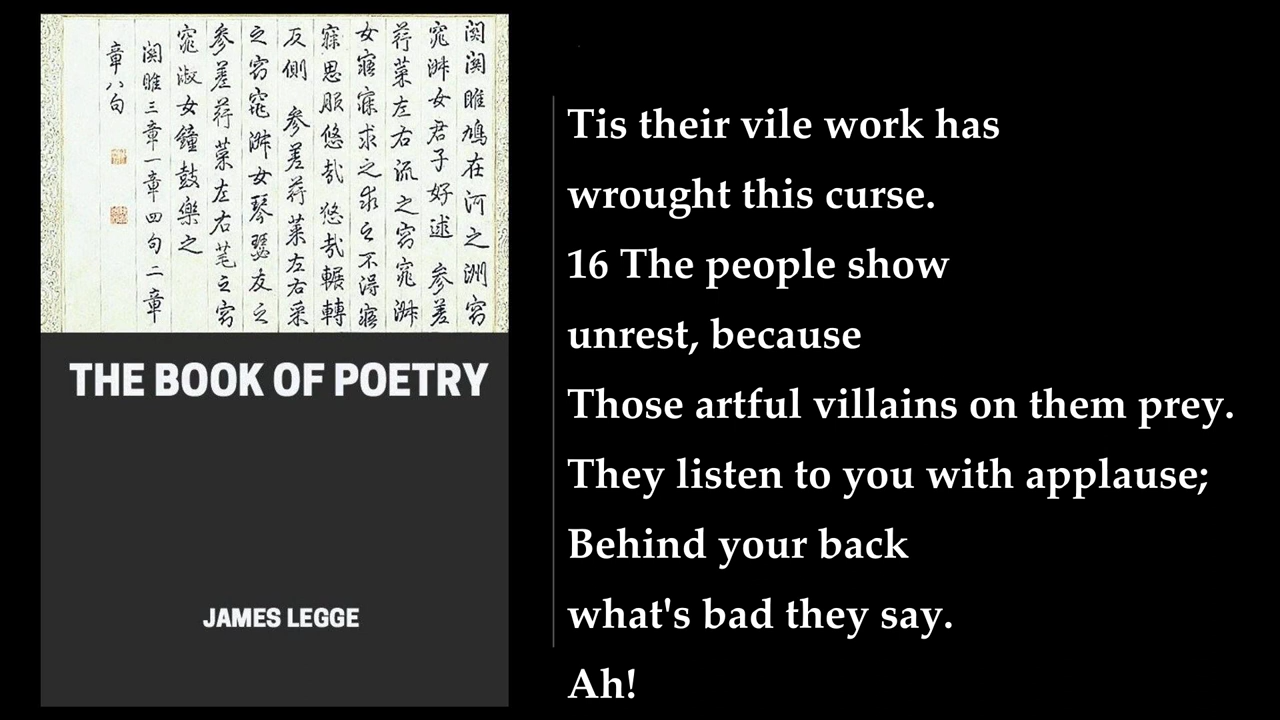 関関雎鳩在河之洲窈
窕淑女君子好逑 参差
荇菜左右流之窈窕淑
女寤寐求之求之不得寤
寐思服悠哉悠哉輾轉
反側 参差荇菜左右采
之窈窕淑女琴瑟友之
参差荇菜左右芼之窈
窕淑女鐘鼓樂之
関雎三章一章四句二章
章八句
THE BOOK OF POETRY
JAMES LEGGE
Tis their vile work has
wrought this curse.
16 The people show
unrest, because
Those artful villains on them prey.
They listen to you with applause;
Behind your back
what's bad they say.
Ah!